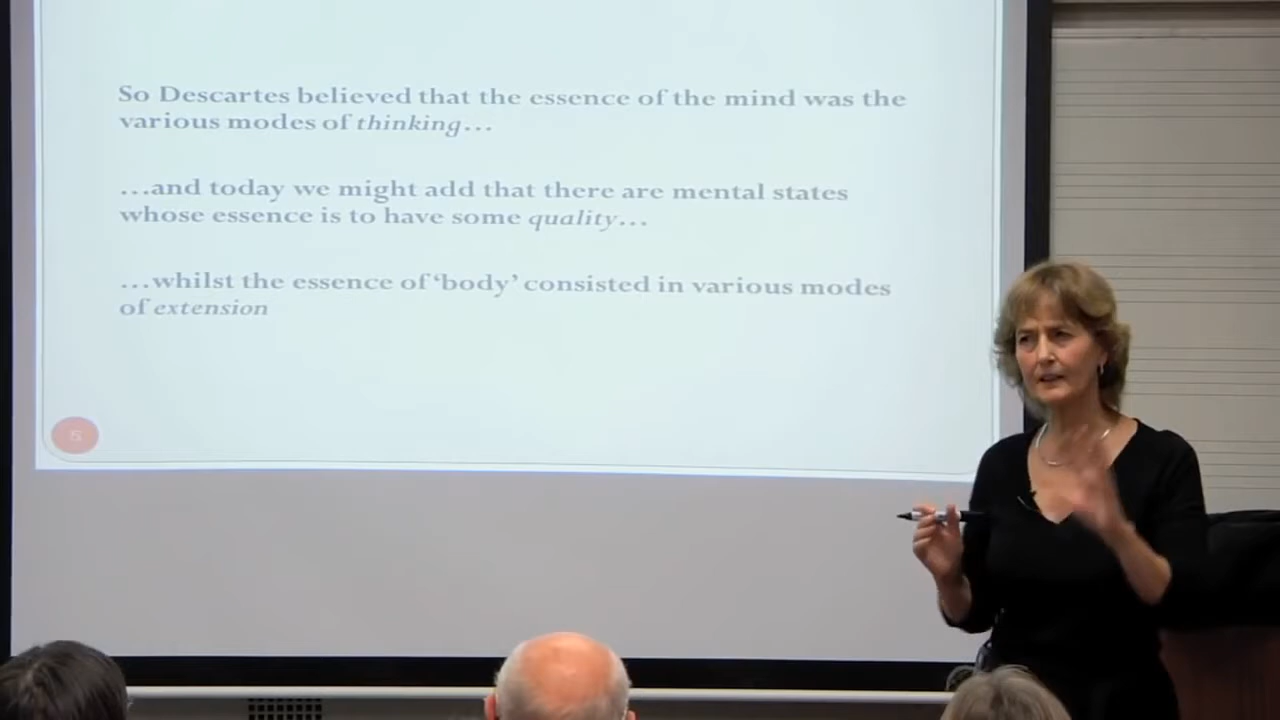 So Descartes believed that the essence of the mind was the
various modes of thinking…
…and today we might add that there are mental states
whose essence is to have some quality…
…whilst the essence of ‘body’ consisted in various modes
of extension
5